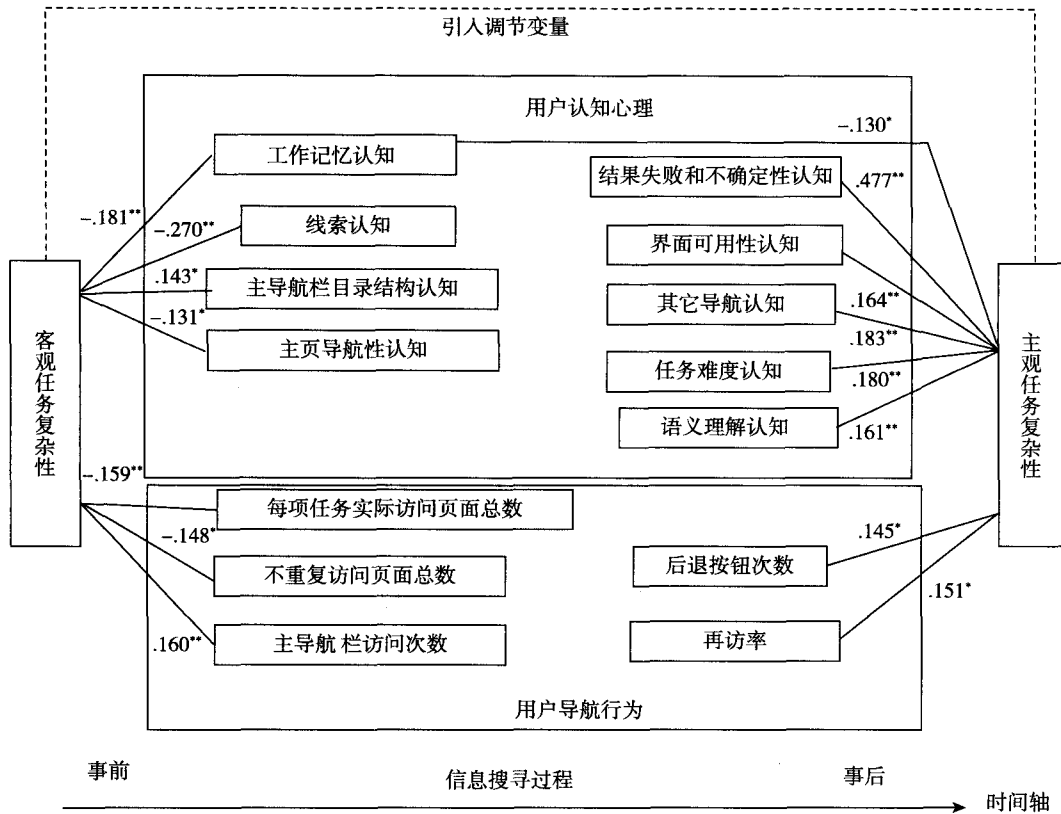 引入调节变量
用户认知心理
-.130*
工作记忆认知
结果失败和不确定性认知
.477**
-.181**
-.270**
线索认知
界面可用性认知
.143*
主导航栏目录结构认知
其它导航认知
.164**
-.131*
主页导航性认知
.183**
任务难度认知
.180**
语义理解认知
.161**
客观任务复杂性
主观任务复杂性
-.159**
每项任务实际访问页面总数
-.148*
.145*
不重复访问页面总数
后退按钮次数
.151*
.160**
主导航 栏访问次数
再访率
用户导航行为
事前
信息搜寻过程
事后
时间轴